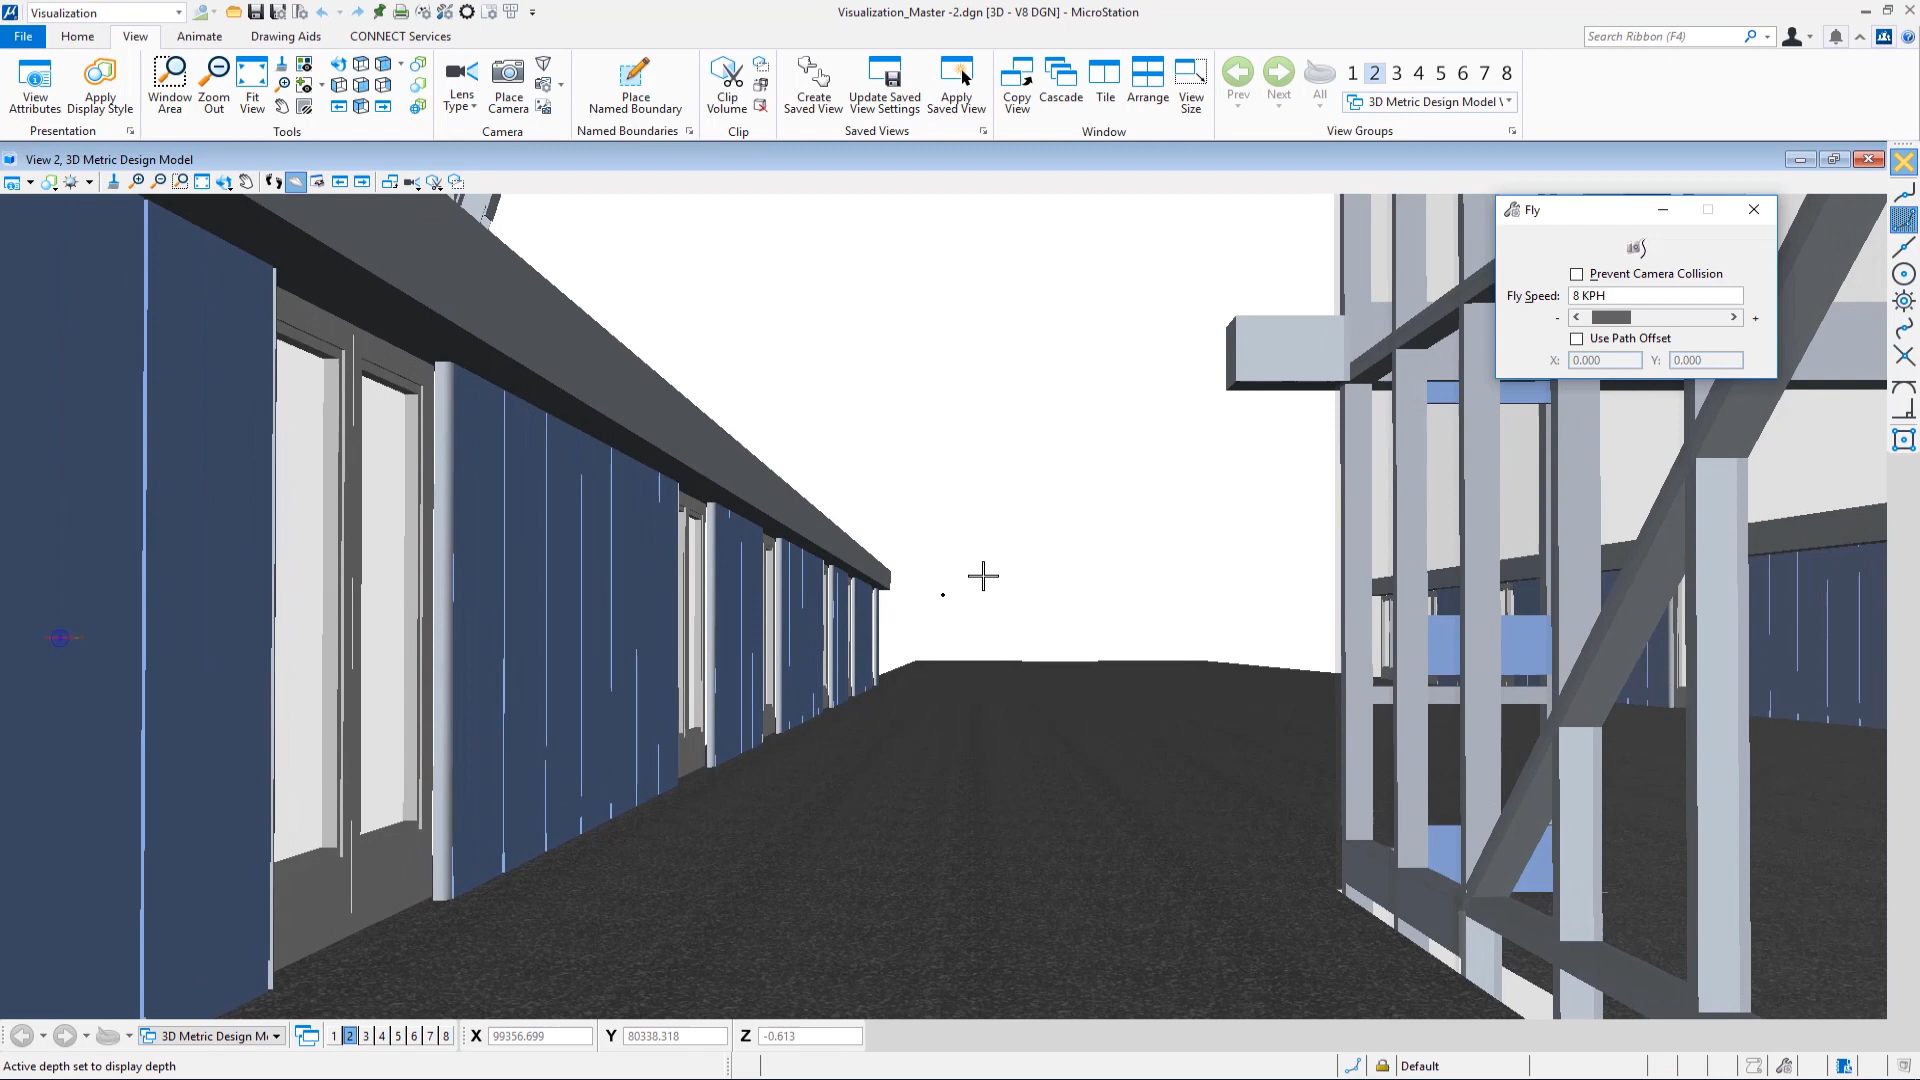 Visualization
Visualization_Master -2.dgn [3D - V8 DGN] - MicroStation
File
Home
View
Animate
Drawing Aids
CONNECT Services
Search Ribbon (F4)
View Attributes
Apply Display Style
Presentation
Window Area
Zoom Out
Fit View
Tools
Lens Type
Place Camera
Camera
Place Named Boundary
Named Boundaries
Clip Volume
Clip
Create Saved View
Update Saved View Settings
Apply Saved View
Saved Views
Copy View
Cascade
Tile
Arrange
View Size
Window
Prev
Next
All
1 2 3 4 5 6 7 8
3D Metric Design Model \
View Groups
View 2, 3D Metric Design Model
Fly
Prevent Camera Collision
Fly Speed: 8 KPH
- < > +
Use Path Offset
X: 0.000 Y: 0.000
3D Metric Design M
1 2 3 4 5 6 7 8
X 99356.699
Y 80338.318
Z -0.613
Active depth set to display depth
Default